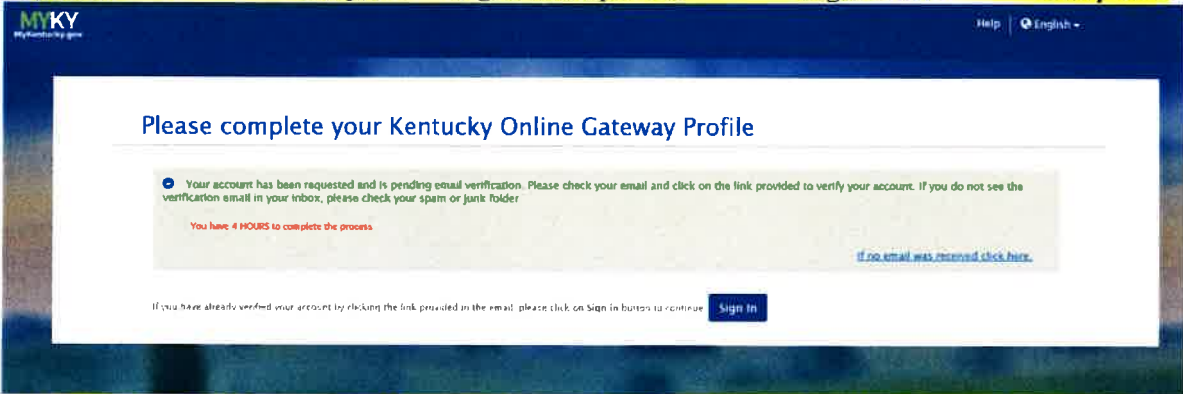 MYKY
MyKentucky.gov
Help
English
Please complete your Kentucky Online Gateway Profile
Your account has been requested and is pending email verification. Please check your email and click on the link provided to verify your account. If you do not see the
verification email in your inbox, please check your spam or junk folder
You have 4 HOURS to complete the process
If no email was received click here.
If you have already verified your account by clicking the link provided in the email, please click on Sign in button to continue
Sign In